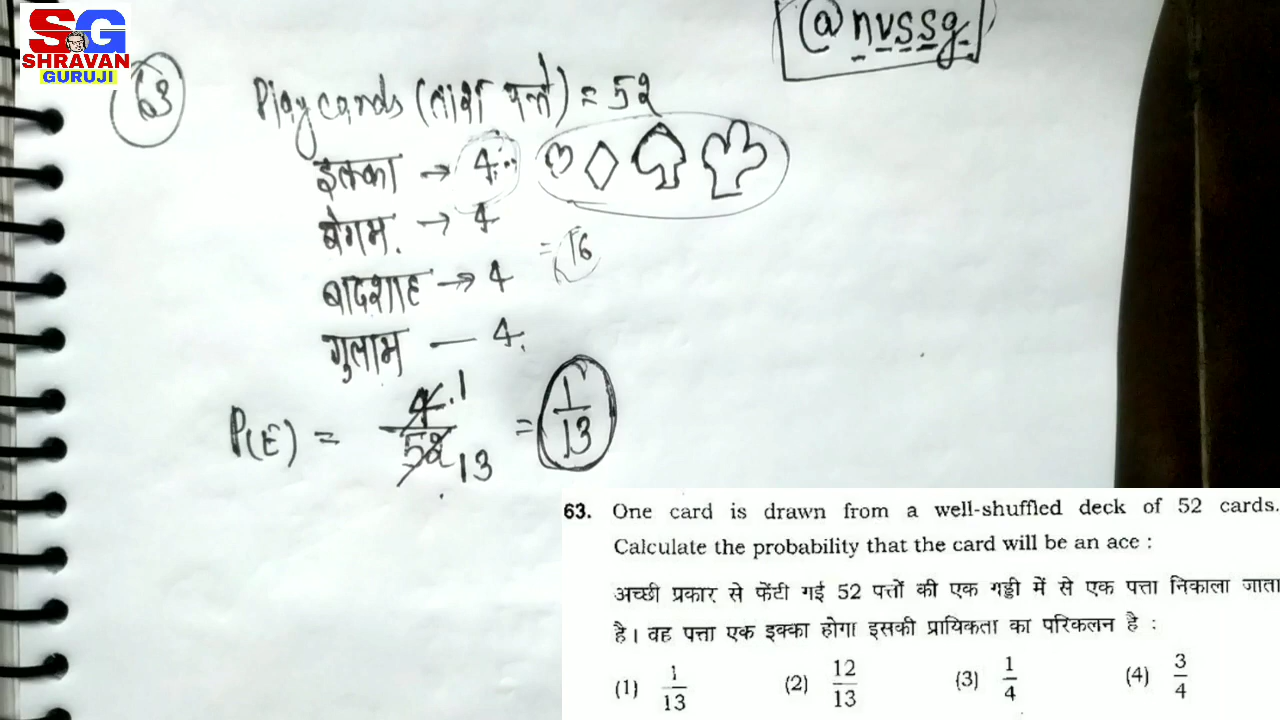 SG
SHRAVAN
GURUJI
@nvssg
63 Play cards (ताश पत्ते) = 52
इक्का → 4
बेगम. → 4
= 16
बादशाह → 4
गुलाम — 4.
P(E) = 4/52 1 13 = 1/13
63. One card is drawn from a well-shuffled deck of 52 cards.
Calculate the probability that the card will be an ace :
अच्छी प्रकार से फेंटी गई 52 पत्तों की एक गड्डी में से एक पत्ता निकाला जाता
है। वह पत्ता एक इक्का होगा इसकी प्रायिकता का परिकलन है :
(1) 1/13 (2) 12/13 (3) 1/4 (4) 3/4